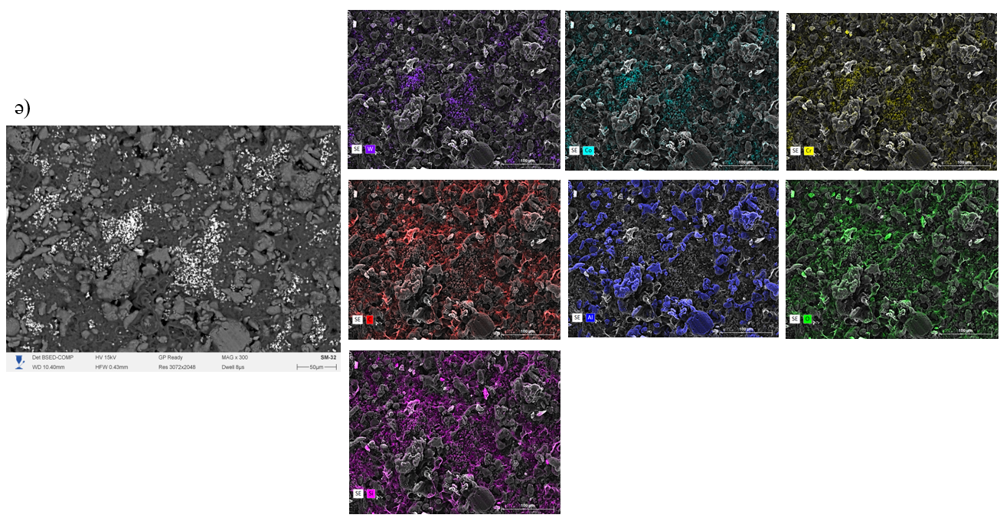 ə)
SE W 100 µm
SE Co 100 µm
SE Cr 100 µm
SE 100 µm
SE Al 100 µm
SE O 100 µm
Det BSED-COMP HV 15kV GP Ready MAG x 300 SM-32
WD 10.40mm HFW 0.43mm Res 3072x2048 Dwell 8µs 50µm
SE Si 100 µm